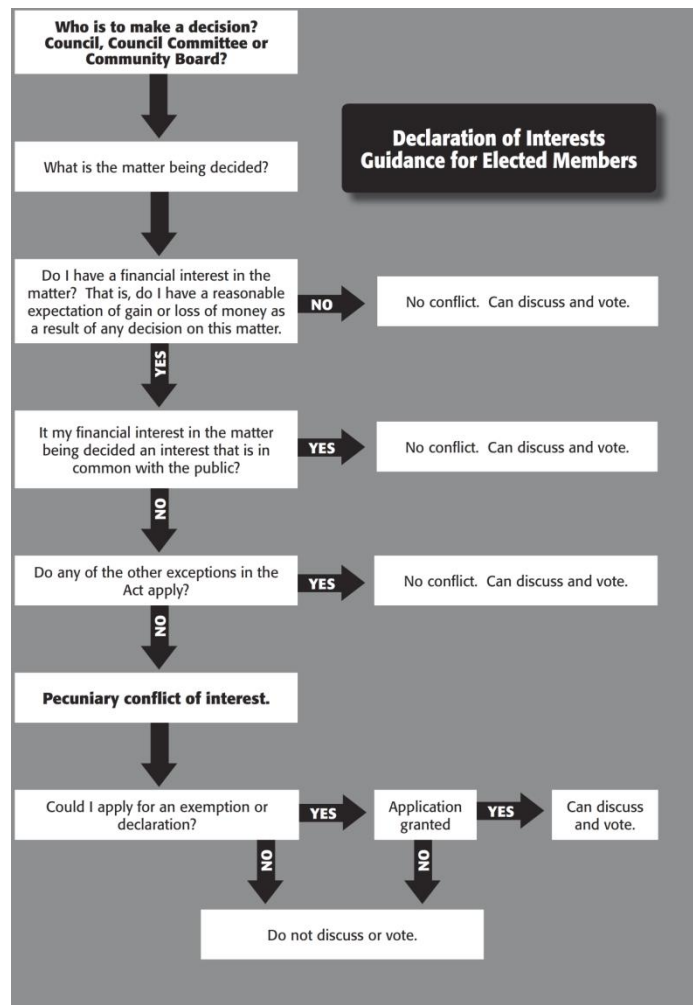 Who is to make a decision?
Council, Council Committee or
Community Board?
Declaration of Interests
Guidance for Elected Members
What is the matter being decided?
Do I have a financial interest in the
matter? That is, do I have a reasonable
expectation of gain or loss of money as
a result of any decision on this matter.
NO
No conflict. Can discuss and vote.
YES
It my financial interest in the matter
being decided an interest that is in
common with the public?
YES
No conflict. Can discuss and vote.
NO
Do any of the other exceptions in the
Act apply?
YES
No conflict. Can discuss and vote.
NO
Pecuniary conflict of interest.
Could I apply for an exemption or
declaration?
YES
Application
granted
YES
Can discuss
and vote.
NO
NO
Do not discuss or vote.